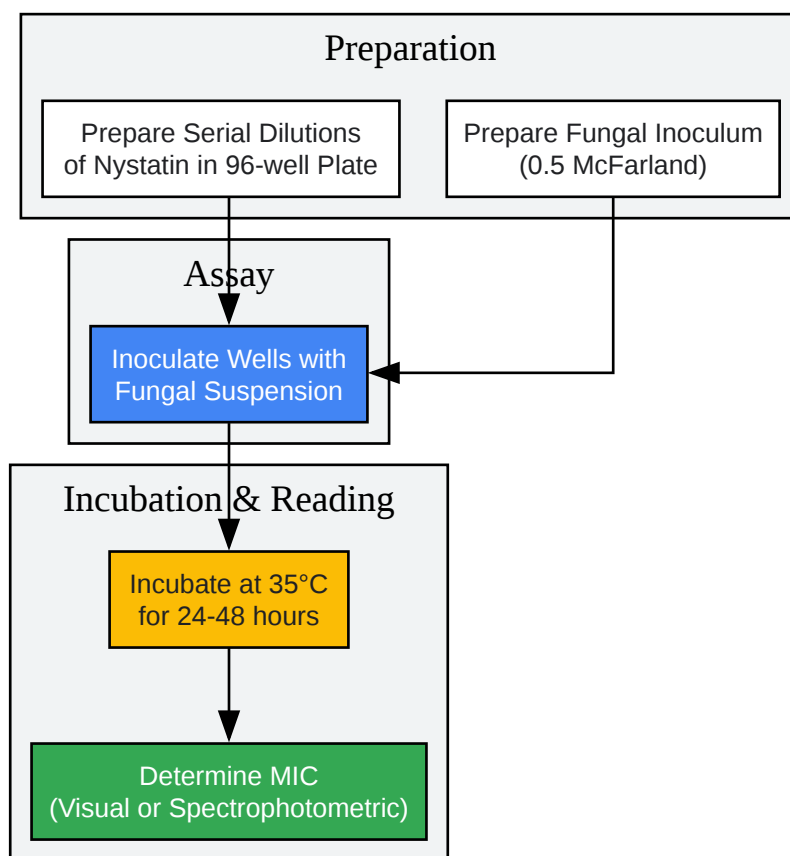 Preparation
Prepare Serial Dilutions
of Nystatin in 96-well Plate
Prepare Fungal Inoculum
(0.5 McFarland)
Assay
Inoculate Wells with
Fungal Suspension
Incubation & Reading
Incubate at 35°C
for 24-48 hours
Determine MIC
(Visual or Spectrophotometric)